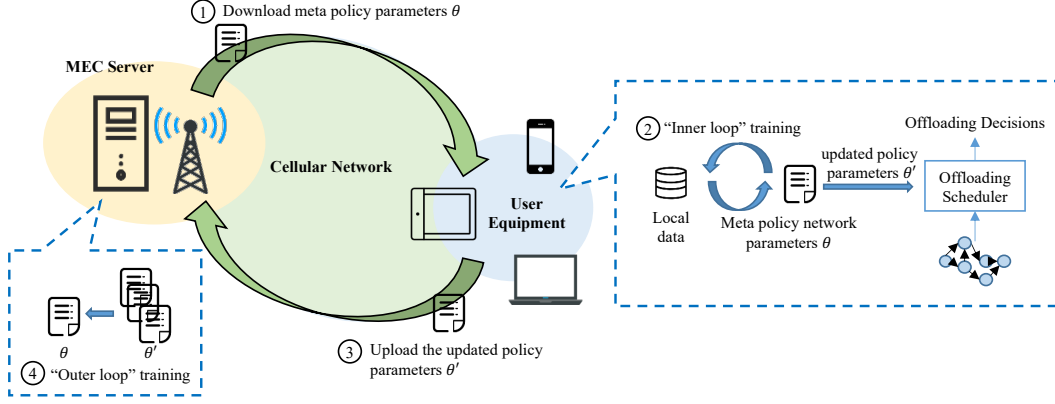 1 Download meta policy parameters θ
MEC Server
Cellular Network
User
Equipment
2 “Inner loop” training
Local
data
Meta policy network
parameters θ
updated policy
parameters θ'
Offloading Decisions
Offloading
Scheduler
3 Upload the updated policy
parameters θ'
θ θ'
4 “Outer loop” training